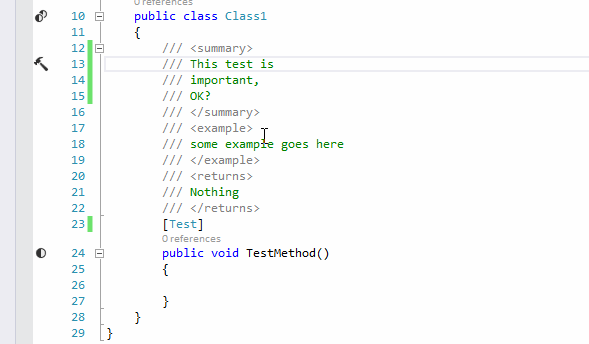 0 references
10 public class Class1
11 {
12 /// <summary>
13 /// This test is
14 /// important,
15 /// OK?
16 /// </summary>
17 /// <example>
18 /// some example goes here
19 /// </example>
20 /// <returns>
21 /// Nothing
22 /// </returns>
23 [Test]
0 references
24 public void TestMethod()
25 {
26
27 }
28 }
29 }